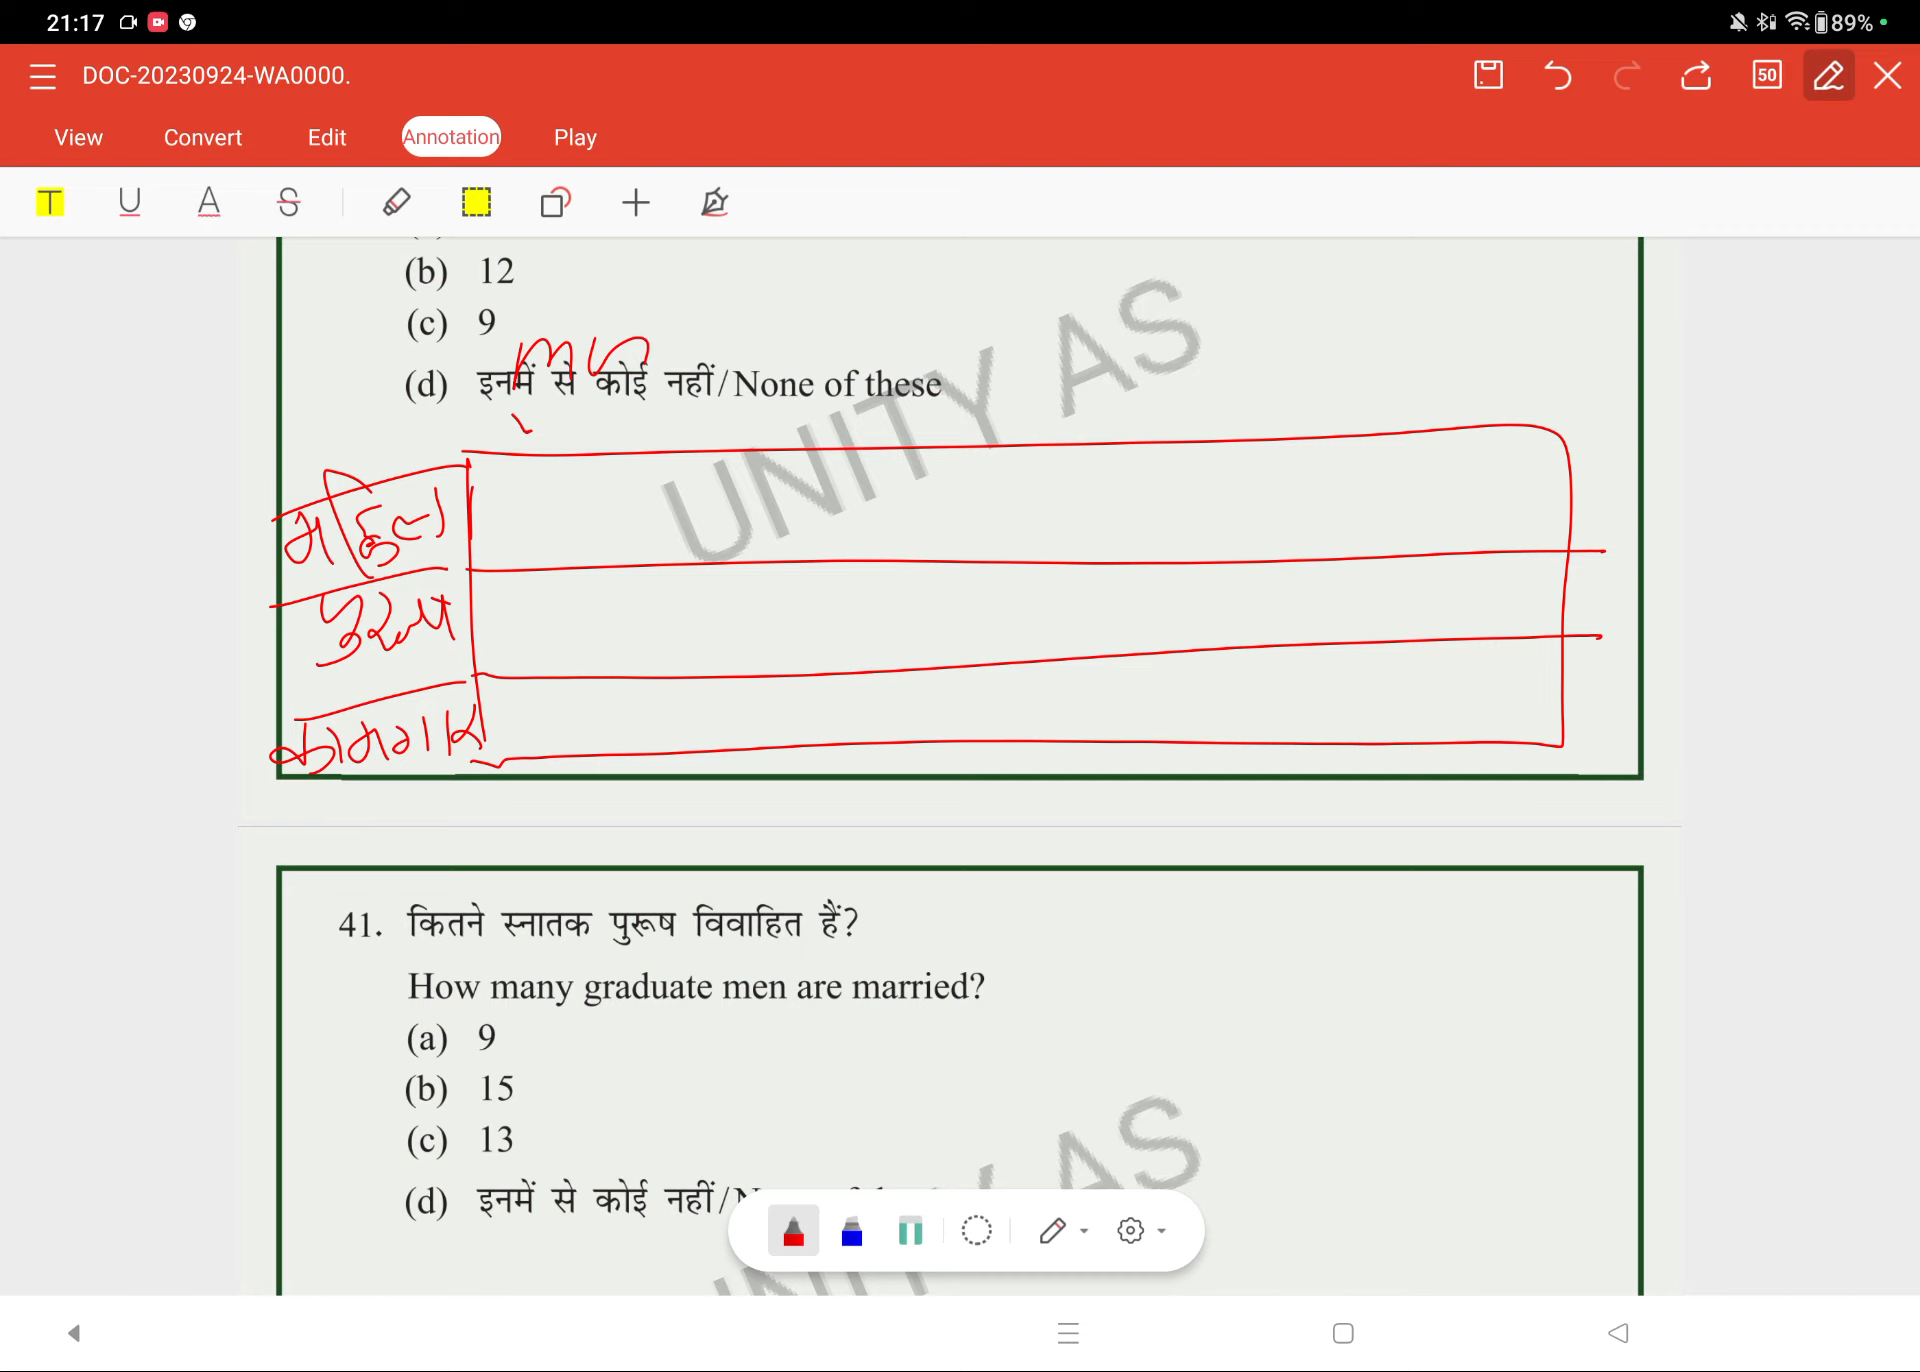 21:17
89%
DOC-20230924-WA0000.
50
View Convert Edit Annotation Play
(b) 12
(c) 9
(d) इनमें से कोई नहीं/None of these
UNITY AS
महिला
पुरुष
41. कितने स्नातक पुरूष विवाहित हैं?
How many graduate men are married?
(a) 9
(b) 15
(c) 13
(d) इनमें से कोई नहीं/
AS